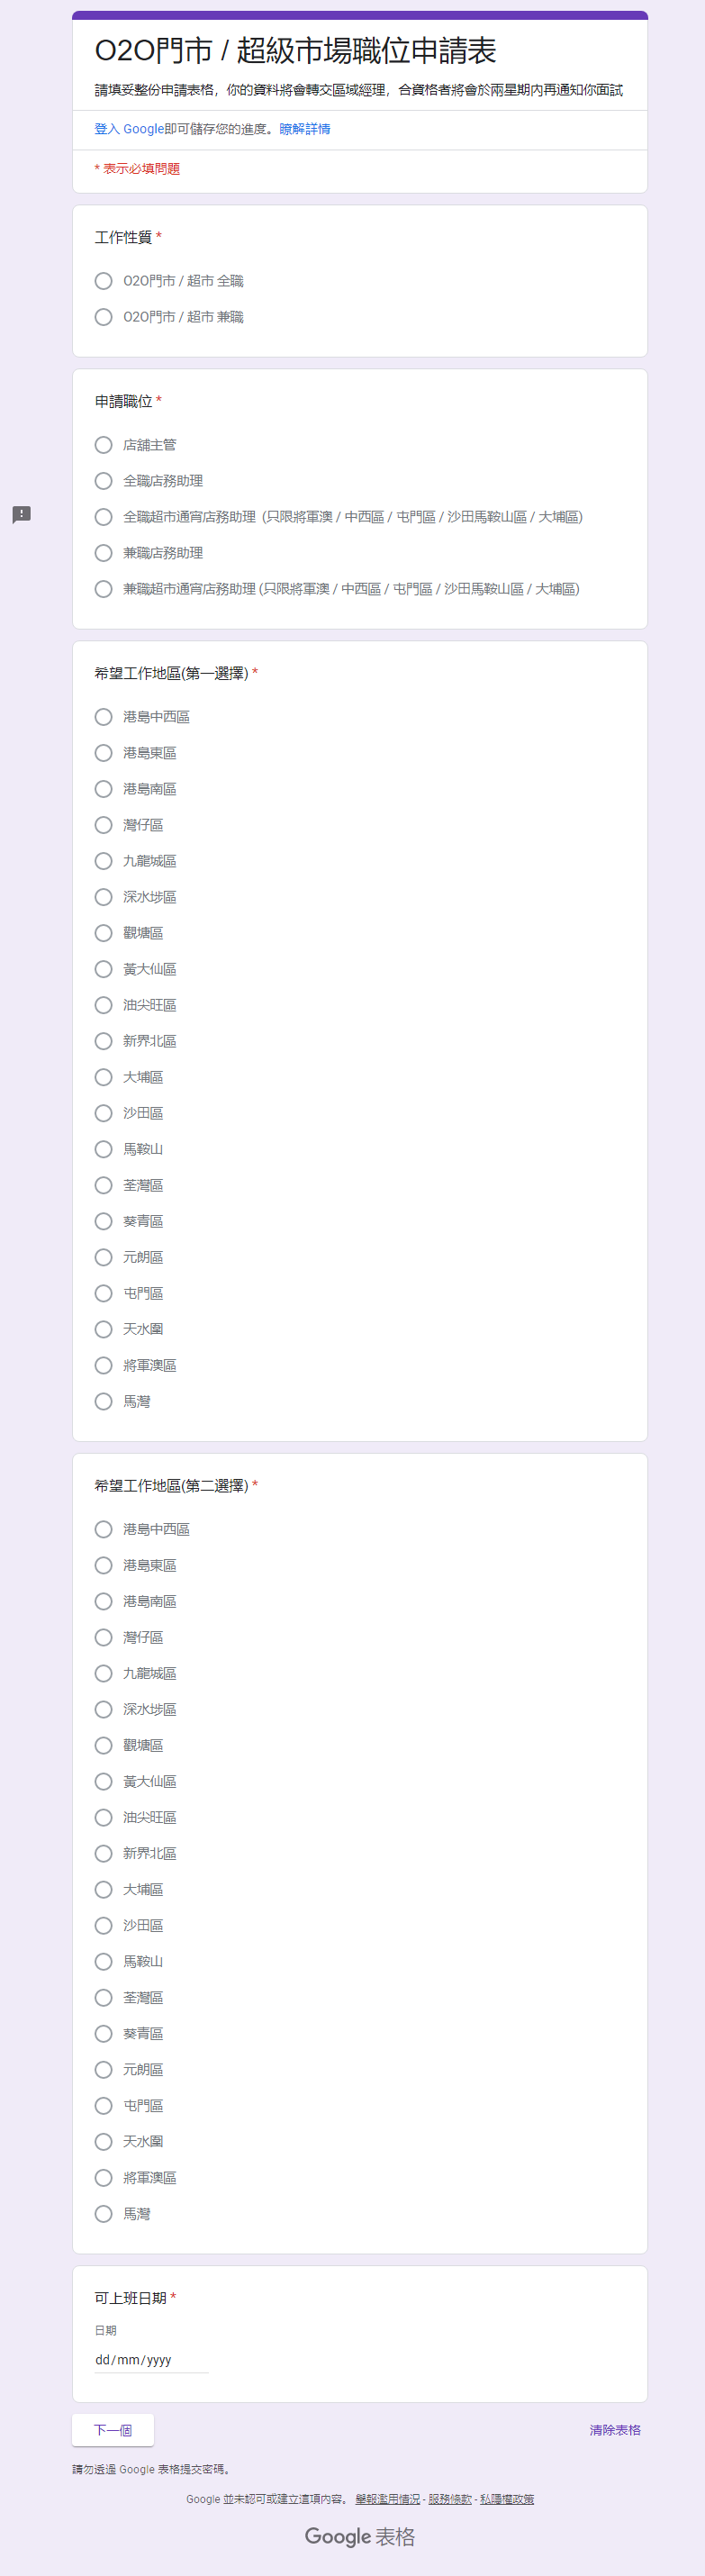 O2O門市 / 超級市場職位申請表
請填妥整份申請表格，你的資料將會轉交區域經理，合資格者將會於兩星期內再通知你面試
登入 Google即可儲存您的進度。瞭解詳情
* 表示必填問題
工作性質 *
O2O門市 / 超市 全職
O2O門市 / 超市 兼職
申請職位 *
店舖主管
全職店務助理
全職超市通宵店務助理 (只限將軍澳 / 中西區 / 屯門區 / 沙田馬鞍山區 / 大埔區)
兼職店務助理
兼職超市通宵店務助理 (只限將軍澳 / 中西區 / 屯門區 / 沙田馬鞍山區 / 大埔區)
希望工作地區(第一選擇) *
港島中西區
港島東區
港島南區
灣仔區
九龍城區
深水埗區
觀塘區
黃大仙區
油尖旺區
新界北區
大埔區
沙田區
馬鞍山
荃灣區
葵青區
元朗區
屯門區
天水圍
將軍澳區
馬灣
希望工作地區(第二選擇) *
港島中西區
港島東區
港島南區
灣仔區
九龍城區
深水埗區
觀塘區
黃大仙區
油尖旺區
新界北區
大埔區
沙田區
馬鞍山
荃灣區
葵青區
元朗區
屯門區
天水圍
將軍澳區
馬灣
可上班日期 *
日期
dd/mm/yyyy
下一個
清除表格
請勿透過 Google 表格提交密碼。
Google 並未認可或建立這項內容。 舉報濫用情況 - 服務條款 - 私隱權政策
Google 表格